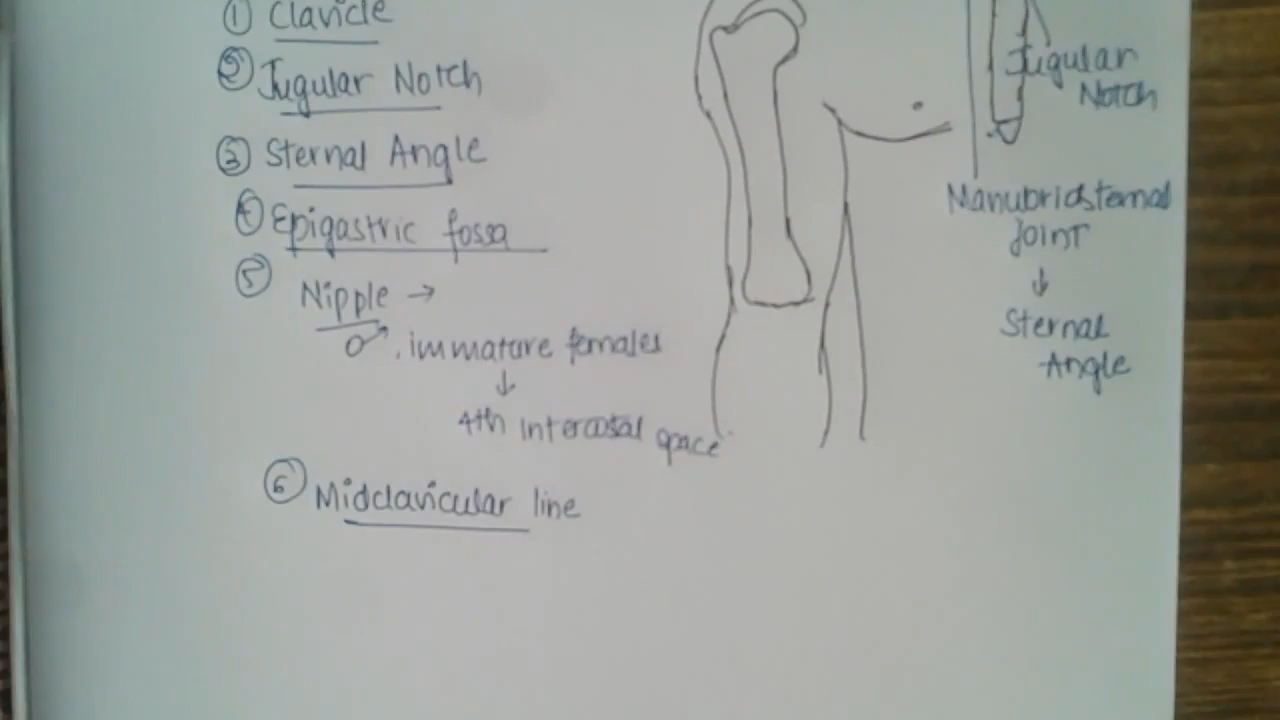 ① Clavicle
② Jugular Notch
③ Sternal Angle
④ Epigastric fossa
⑤ Nipple →
♂, immature females
↓
4th intercostal space
⑥ Midclavicular line
Jugular
Notch
Manubriosternal
joint
↓
Sternal
Angle